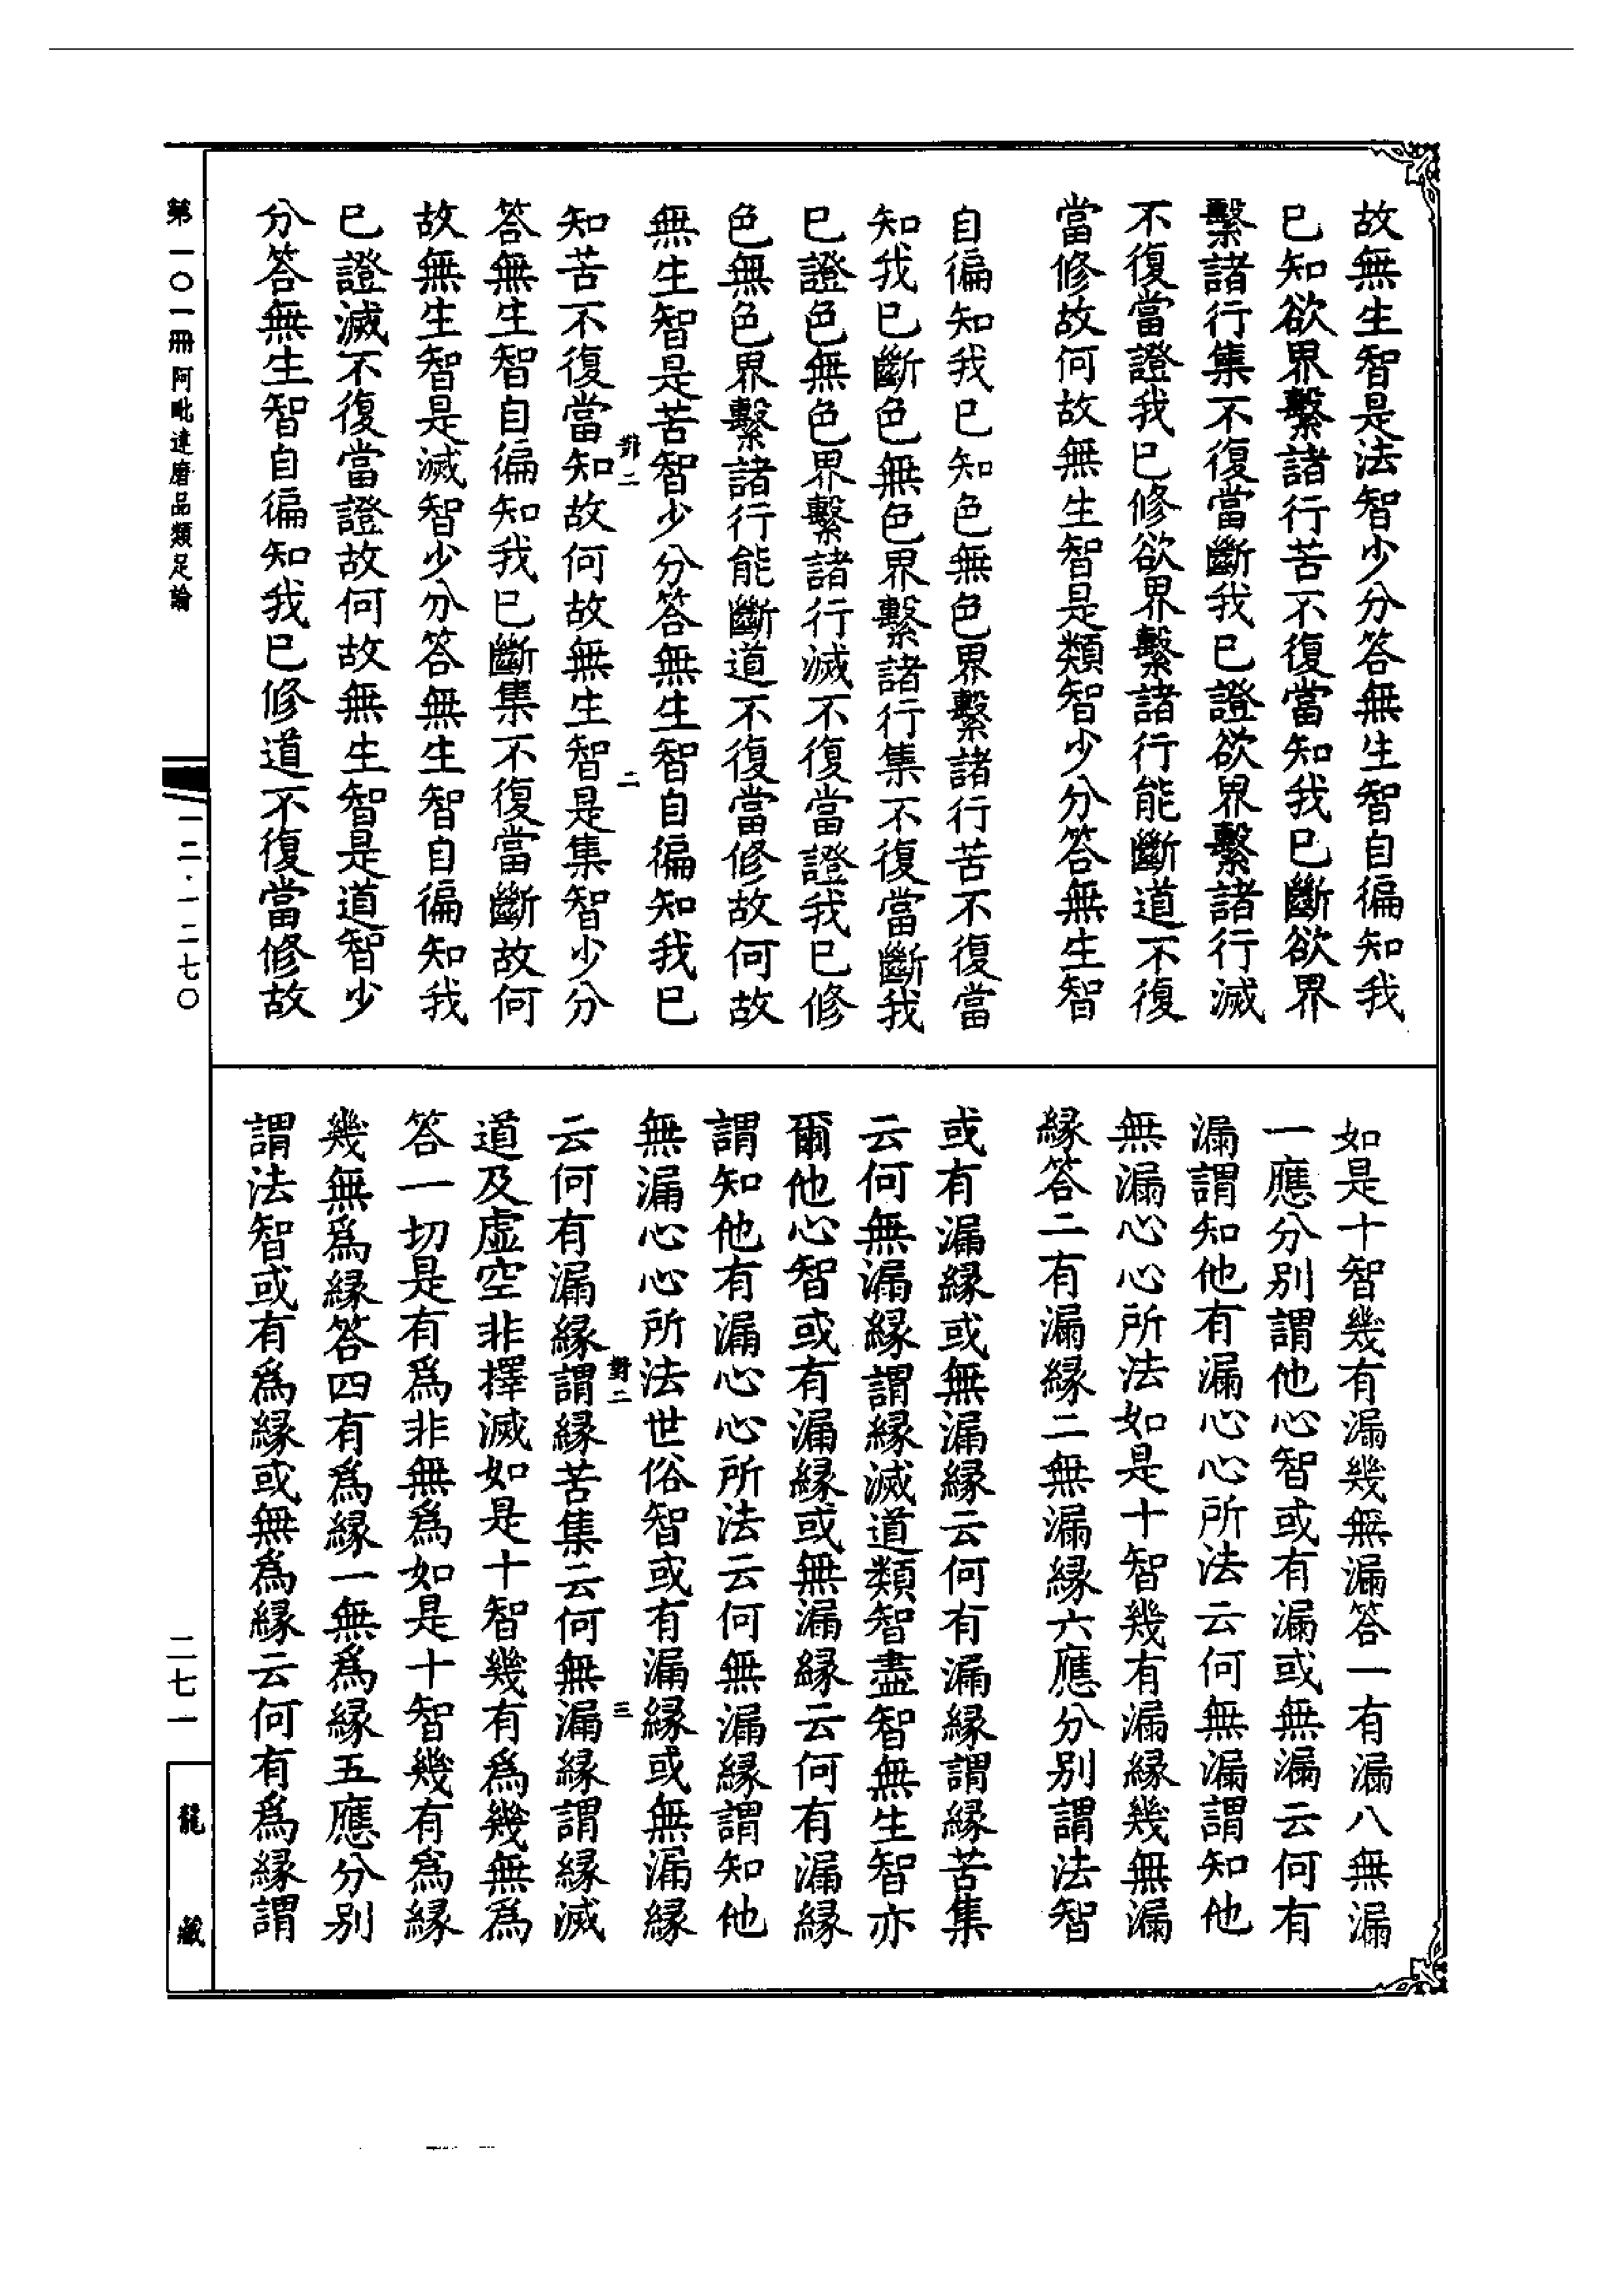 故無生智是法智少分答無生智自徧知我
已知欲界繫諸行苦不復當知我已斷欲界
繫諸行集不復當斷我已證欲界繫諸行滅
不復當證我已修欲界繫諸行能斷道不復
當修故何故無生智是類智少分答無生智
自徧知我已知色無色界繫諸行苦不復當
知我已斷色無色界繫諸行集不復當斷我
已證色無色界繫諸行滅不復當證我已修
色無色界繫諸行能斷道不復當修故何故
無生智是苦智少分答無生智自徧知我已
對二
二
知苦不復當知故何故無生智是集智少分
答無生智自徧知我已斷集不復當斷故何
故無生智是滅智少分答無生智自徧知我
已證滅不復當證故何故無生智是道智少
分答無生智自徧知我已修道不復當修故
如是十智幾有漏幾無漏答一有漏八無漏
一應分別謂他心智或有漏或無漏云何有
漏謂知他有漏心心所法云何無漏謂知他
無漏心心所法如是十智幾有漏緣幾無漏
緣答二有漏緣二無漏緣六應分別謂法智
或有漏緣或無漏緣云何有漏緣謂緣苦集
云何無漏緣謂緣滅道類智盡智無生智亦
爾他心智或有漏緣或無漏緣云何有漏緣
謂知他有漏心心所法云何無漏緣謂知他
無漏心心所法世俗智或有漏緣或無漏緣
對二
三
云何有漏緣謂緣苦集云何無漏緣謂緣滅
道及虛空非擇滅如是十智幾有為幾無為
答一切是有為非無為如是十智幾有為緣
幾無為緣答四有為緣一無為緣五應分別
謂法智或有為緣或無為緣云何有為緣謂
第一〇一冊 阿毗達磨品類足論
一二·一二七〇
二七一
龍藏